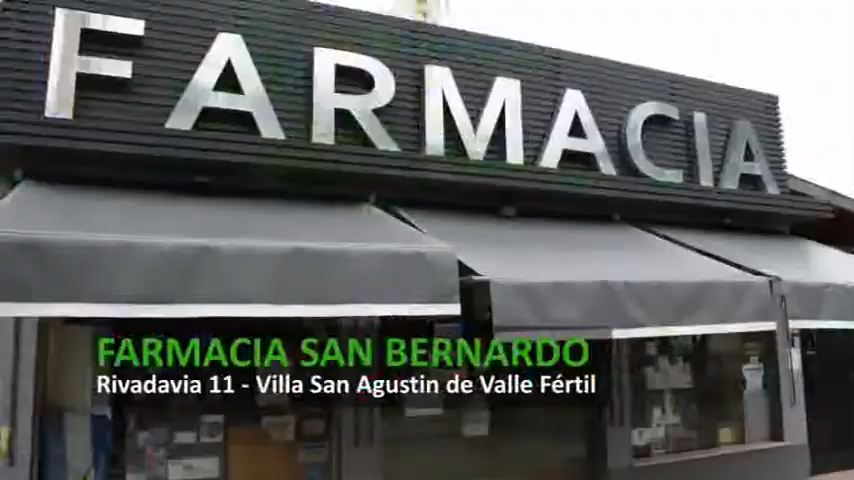 FARMACIA
FARMACIA SAN BERNARDO
Rivadavia 11 - Villa San Agustin de Valle Fértil